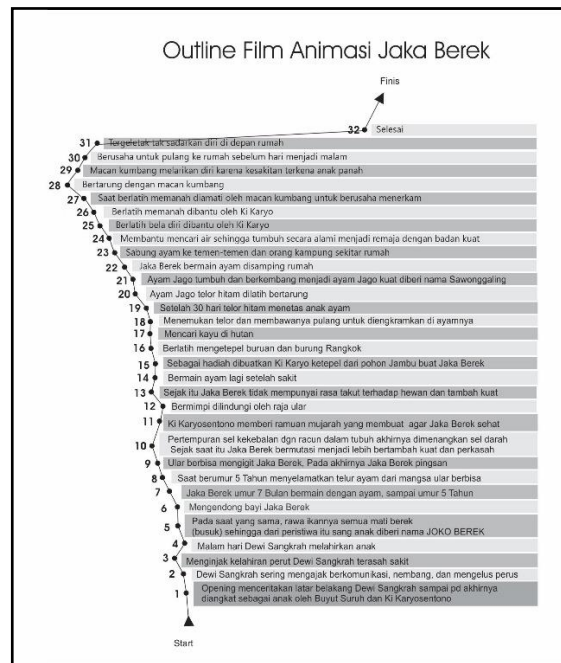 Outline Film Animasi Jaka Berek
Finis
32 Selesai
31 Tergeletak tak sadarkan diri di depan rumah
30 Berusaha untuk pulang ke rumah sebelum hari menjadi malam
29 Macan kumbang melarikan diri karena kesakitan terkena anak panah
28 Bertarung dengan macan kumbang
27 Saat berlatih memanah diamati oleh macan kumbang untuk berusaha menerkam
26 Berlatih memanah dibantu oleh Ki Karyo
25 Berlatih bela diri dibantu oleh Ki Karyo
24 Membantu mencari air sehingga tumbuh secara alami menjadi remaja dengan badan kuat
23 Sabung ayam ke temen-temen dan orang kampung sekitar rumah
22 Jaka Berek bermain ayam disamping rumah
21 Ayam Jago tumbuh dan berkembang menjadi ayam Jago kuat diberi nama Sawonggaling
20 Ayam Jago telor hitam dilatih bertarung
19 Setelah 30 hari telor hitam menetas anak ayam
18 Menemukan telor dan membawanya pulang untuk diengkramkan di ayamnya
17 Mencari kayu di hutan
16 Berlatih mengetepel buruan dan burung Rangkok
15 Sebagai hadiah dibuatkan Ki Karyo ketepel dari pohon Jambu buat Jaka Berek
14 Bermain ayam lagi setelah sakit
13 Sejak itu Jaka Berek tidak mempunyai rasa takut terhadap hewan dan tambah kuat
12 Bermimpi dilindungi oleh raja ular
11 Ki Karyosentono memberi ramuan mujarah yang membuat agar Jaka Berek sehat
10 Pertempuran sel kekebalan dgn racun dalam tubuh akhirnya dimenangkan sel darah
Sejak saat itu Jaka Berek bermutasi menjadi lebih bertambah kuat dan perkasah
9 Ular berbisa mengigit Jaka Berek, Pada akhirnya Jaka Berek pingsan
8 Saat berumur 5 Tahun menyelamatkan telur ayam dari mangsa ular berbisa
7 Jaka Berek umur 7 Bulan bermain dengan ayam, sampai umur 5 Tahun
6 Mengendong bayi Jaka Berek
5 Pada saat yang sama, rawa ikannya semua mati berek
(busuk) sehingga dari peristiwa itu sang anak diberi nama JOKO BEREK
4 Malam hari Dewi Sangkrah melahirkan anak
3 Menginjak kelahiran perut Dewi Sangkrah terasah sakit
2 Dewi Sangkrah sering mengajak berkomunikasi, nembang, dan mengelus perus
1 Opening mencentakan latar belakang Dewi Sangkrah sampai pd akhirnya
diangkat sebagai anak oleh Buyut Suruh dan Ki Karyosentono
Start